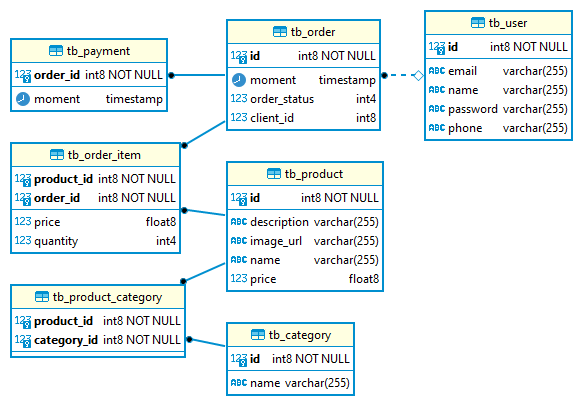 tb_payment
123 order_id int8 NOT NULL
moment timestamp
tb_order
123 id int8 NOT NULL
moment timestamp
123 order_status int4
123 client_id int8
tb_user
123 id int8 NOT NULL
ABC email varchar(255)
ABC name varchar(255)
ABC password varchar(255)
ABC phone varchar(255)
tb_order_item
123 product_id int8 NOT NULL
123 order_id int8 NOT NULL
123 price float8
123 quantity int4
tb_product
123 id int8 NOT NULL
ABC description varchar(255)
ABC image_url varchar(255)
ABC name varchar(255)
123 price float8
tb_product_category
123 product_id int8 NOT NULL
123 category_id int8 NOT NULL
tb_category
123 id int8 NOT NULL
ABC name varchar(255)